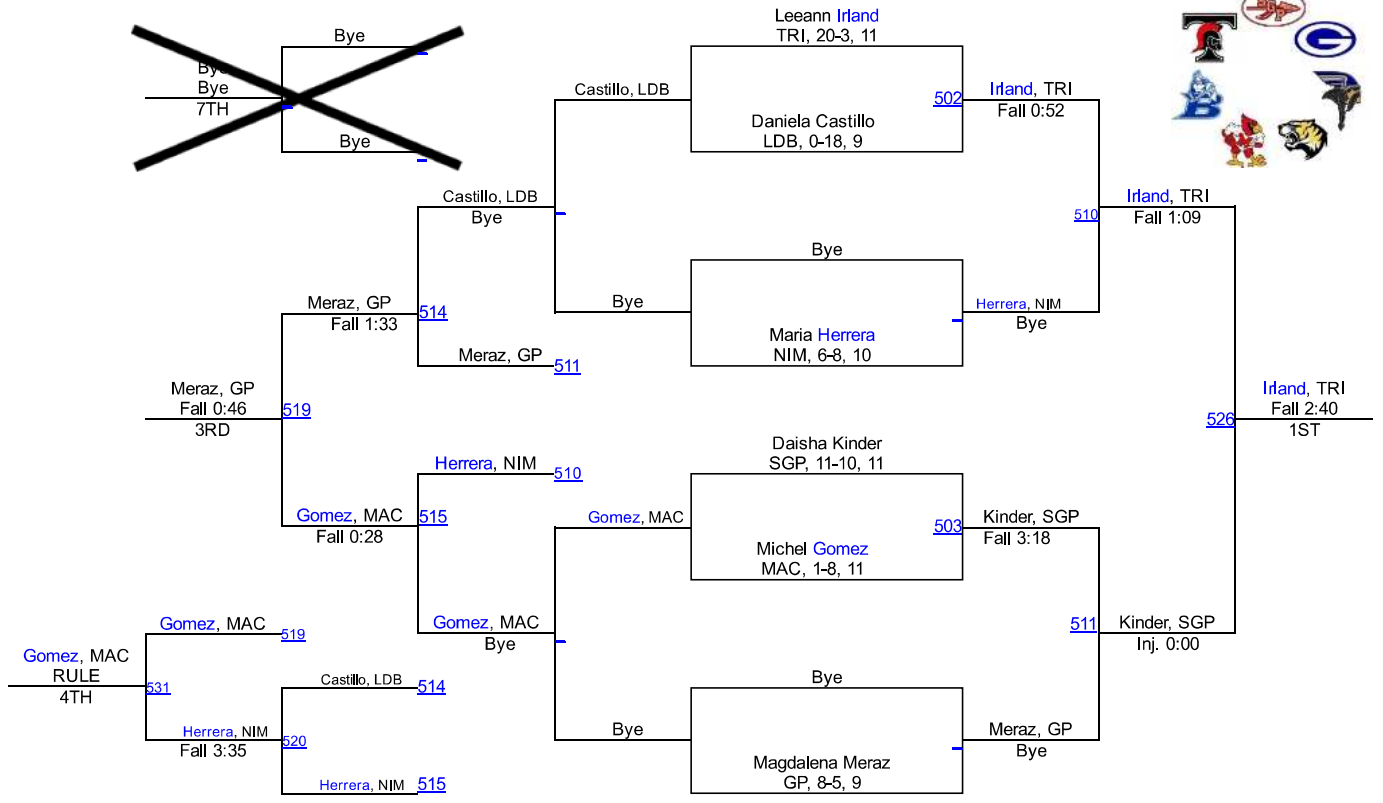 Bye
Bye
Bye
7TH
Bye
Leeann Irland
TRI, 20-3, 11
Castillo, LDB
502
Irland, TRI
Fall 0:52
Daniela Castillo
LDB, 0-18, 9
Castillo, LDB
Bye
510
Irland, TRI
Fall 1:09
Bye
Meraz, GP
Fall 1:33
514
Bye
Herrera, NIM
Bye
Maria Herrera
NIM, 6-8, 10
Meraz, GP
511
Meraz, GP
Fall 0:46
3RD
519
526
Irland, TRI
Fall 2:40
1ST
Herrera, NIM
510
Daisha Kinder
SGP, 11-10, 11
Gomez, MAC
Fall 0:28
515
Gomez, MAC
503
Kinder, SGP
Fall 3:18
Michel Gomez
MAC, 1-8, 11
Gomez, MAC
519
Gomez, MAC
Bye
511
Kinder, SGP
Inj. 0:00
Gomez, MAC
RULE
4TH
531
Castillo, LDB
514
Bye
Herrera, NIM
Fall 3:35
520
Bye
Meraz, GP
Bye
Magdalena Meraz
GP, 8-5, 9
Herrera, NIM
515
T
G
B